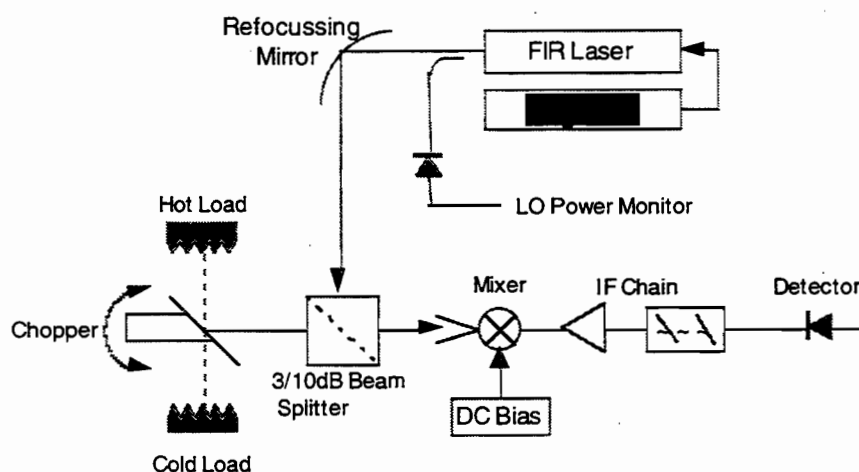 Refocussing
Mirror
FIR Laser
LO Power Monitor
Hot Load
Mixer
IF Chain
Detector
Chopper
3/10dB Beam
Splitter
DC Bias
Cold Load